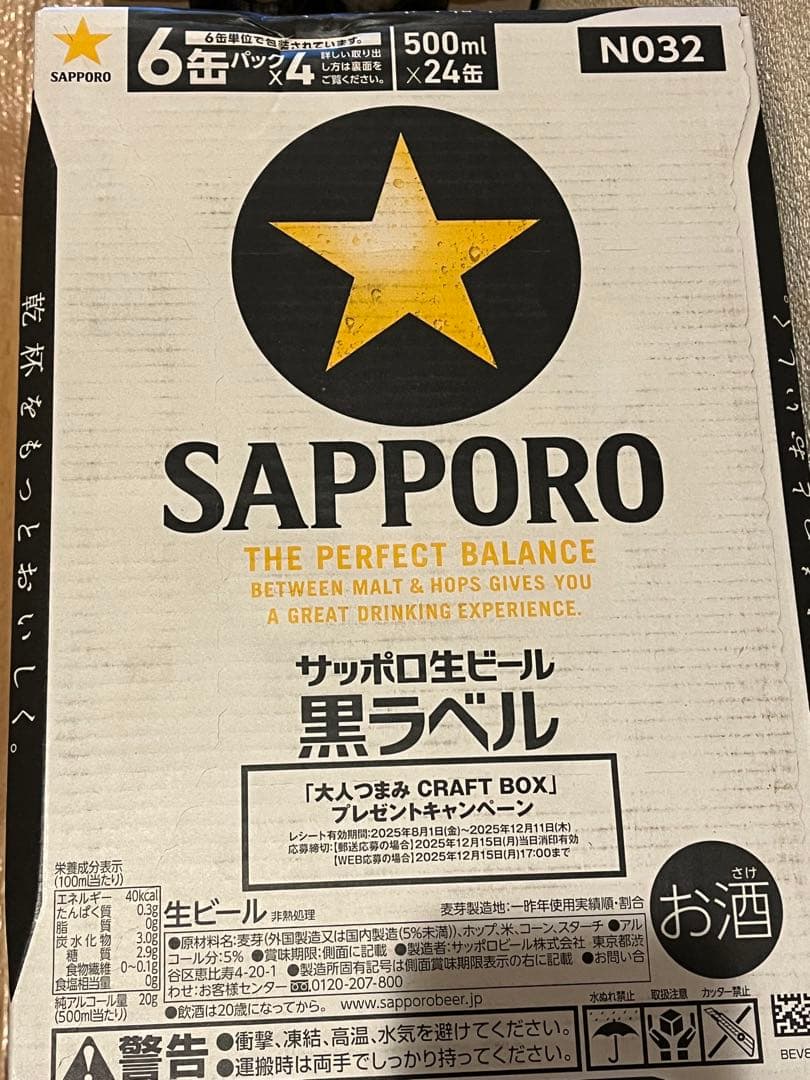 SAPPORO
6缶単位で包装されています。
6缶パック×4
詳しい取り出
し方は裏面を
ご覧ください。
500ml
×24缶
N032
乾杯をもっとおいしく。
SAPPORO
THE PERFECT BALANCE
BETWEEN MALT & HOPS GIVES YOU
A GREAT DRINKING EXPERIENCE.
サッポロ生ビール
黒ラベル
「大人つまみ CRAFT BOX」
プレゼントキャンペーン
レシート有効期間:2025年8月1日(金)~2025年12月11日(木)
応募締切:【郵送応募の場合】2025年12月15日(月)当日消印有効
【WEB応募の場合】2025年12月15日(月)17:00まで
栄養成分表示
(100ml当たり)
エネルギー 40kcal
たんぱく質 0.3g
脂質 0g
炭水化物 3.0g
糖質 2.9g
食物繊維 0~0.1g
食塩相当量 0g
純アルコール量 20g
(500ml当たり)
生ビール 非熱処理
麦芽製造地:一昨年使用実績順・割合
●原材料名:麦芽(外国製造又は国内製造(5%未満))、ホップ、米、コーン、スターチ ●アル
コール分:5% ●賞味期限:側面に記載 ●製造者:サッポロビール株式会社 東京都渋
谷区恵比寿4-20-1 ●製造所固有記号は側面賞味期限表示の右に記載 ●お問い合
わせ:お客様センター 0120-207-800
●飲酒は20歳になってから。 www.sapporobeer.jp
さけ
お酒
警告
●衝撃、凍結、高温、水気を避けてください。
●運搬時は両手でしっかり持ってください。
水ぬれ禁止
取扱注意
カッター禁止